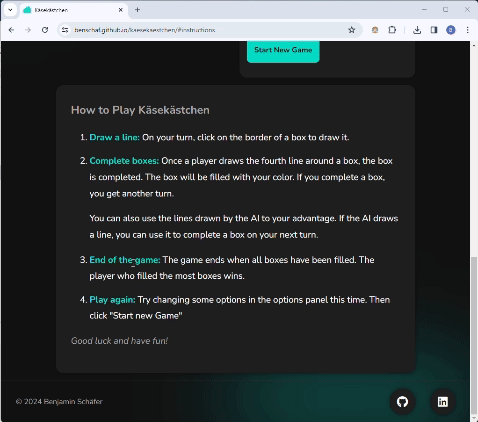 Käsekästchen
benschaf.github.io/kaesekaestchen/#instructions
Start New Game
How to Play Käsekästchen
1. Draw a line: On your turn, click on the border of a box to draw it.
2. Complete boxes: Once a player draws the fourth line around a box, the box
is completed. The box will be filled with your color. If you complete a box,
you get another turn.
You can also use the lines drawn by the AI to your advantage. If the AI draws
a line, you can use it to complete a box on your next turn.
3. End of the game: The game ends when all boxes have been filled. The
player who filled the most boxes wins.
4. Play again: Try changing some options in the options panel this time. Then
click "Start new Game"
Good luck and have fun!
© 2024 Benjamin Schäfer